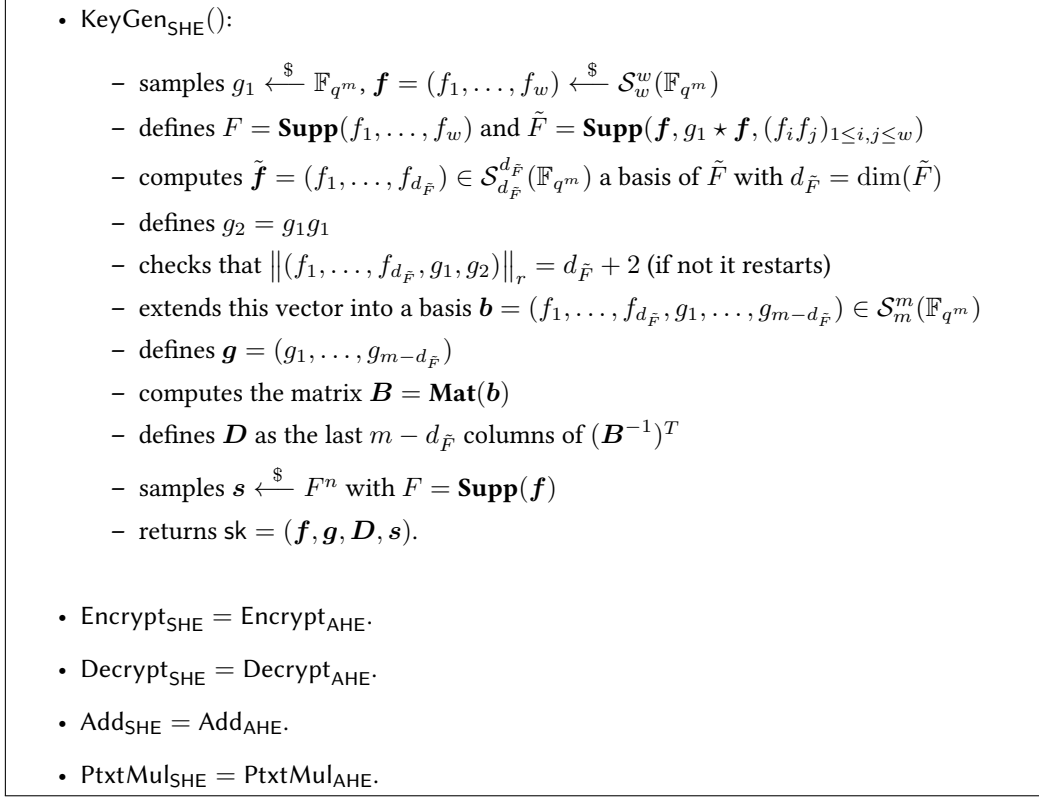 • KeyGen_SHE():
– samples g_1 ←$ 𝔽_{q^m}, 𝒇 = (f_1, . . . , f_w) ←$ 𝒮_w^w(𝔽_{q^m})
– defines F = Supp(f_1, . . . , f_w) and F̃ = Supp(𝒇, g_1 ⋆ 𝒇, (f_i f_j)_{1≤i,j≤w})
– computes 𝒇̃ = (f_1, . . . , f_{d_F̃}) ∈ 𝒮_{d_F̃}^{d_F̃}(𝔽_{q^m}) a basis of F̃ with d_F̃ = dim(F̃)
– defines g_2 = g_1g_1
– checks that ‖(f_1, . . . , f_{d_F̃}, g_1, g_2)‖_r = d_F̃ + 2 (if not it restarts)
– extends this vector into a basis 𝒃 = (f_1, . . . , f_{d_F̃}, g_1, . . . , g_{m−d_F̃}) ∈ 𝒮_m^m(𝔽_{q^m})
– defines 𝒈 = (g_1, . . . , g_{m−d_F̃})
– computes the matrix 𝑩 = Mat(𝒃)
– defines 𝑫 as the last m − d_F̃ columns of (𝑩^{−1})^T
– samples 𝒔 ←$ F^n with F = Supp(𝒇)
– returns sk = (𝒇, 𝒈, 𝑫, 𝒔).
• Encrypt_SHE = Encrypt_AHE.
• Decrypt_SHE = Decrypt_AHE.
• Add_SHE = Add_AHE.
• PtxtMul_SHE = PtxtMul_AHE.